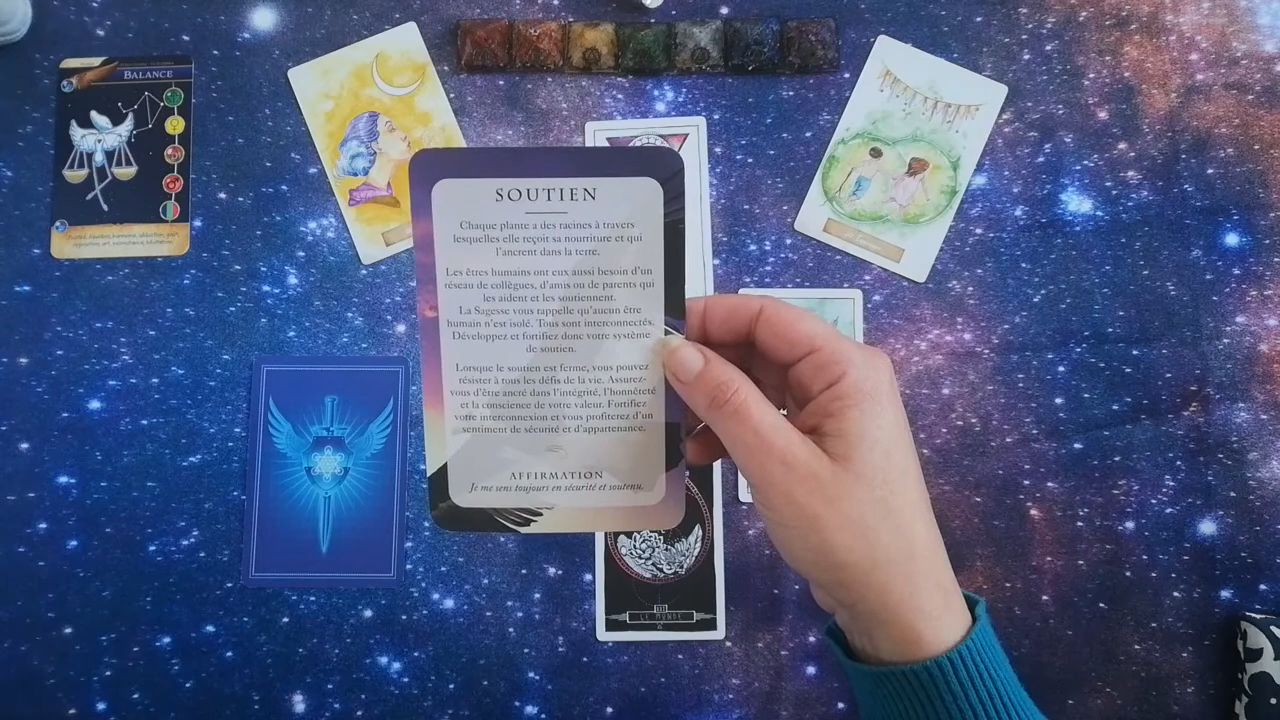 BALANCE
SOUTIEN
Chaque plante a des racines à travers
lesquelles elle reçoit sa nourriture et qui
l'ancrent dans la terre.
Les êtres humains ont eux aussi besoin d'un
réseau de collègues, d'amis ou de parents qui
les aident et les soutiennent.
La Sagesse vous rappelle qu'aucun être
humain n'est isolé. Tous sont interconnectés.
Développez et fortifiez donc votre système
de soutien.
Lorsque le soutien est ferme, vous pouvez
résister à tous les défis de la vie. Assurez-
vous d'être ancré dans l'intégrité, l'honnêteté
et la conscience de votre valeur. Fortifiez
votre interconnexion et vous profiterez d'un
sentiment de sécurité et d'appartenance.
AFFIRMATION
Je me sens toujours en sécurité et soutenu.
LE MONDE